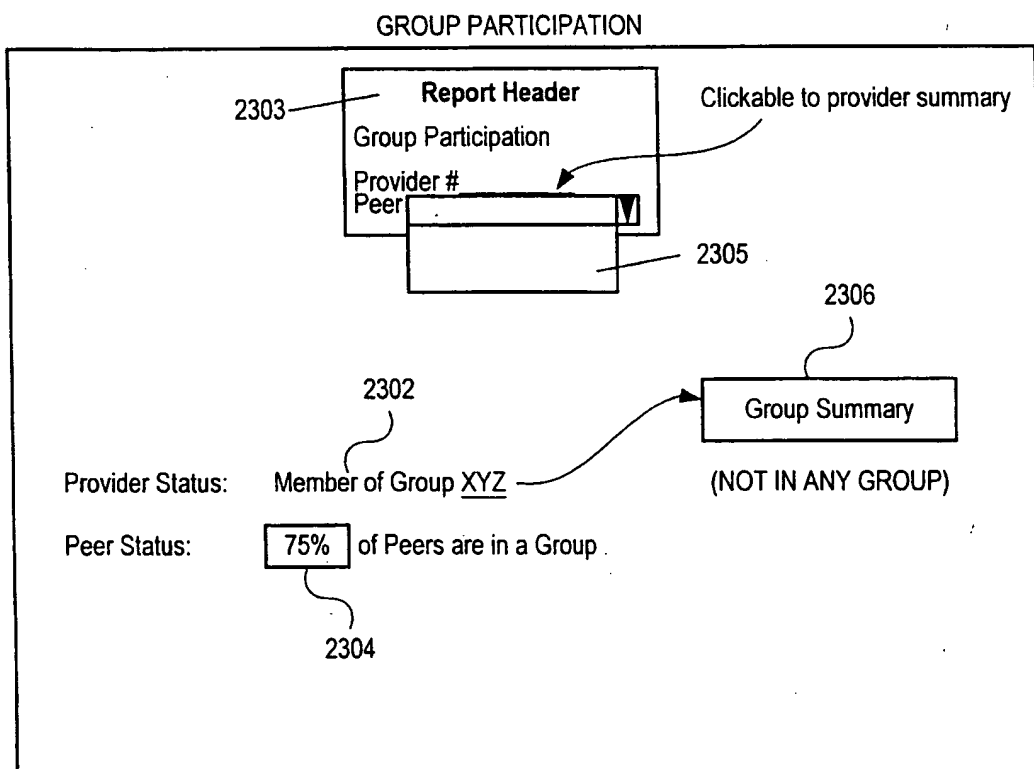 GROUP PARTICIPATION
2303
Report Header
Clickable to provider summary
Group Participation
Provider #
Peer
2305
2306
2302
Group Summary
Provider Status: Member of Group XYZ
(NOT IN ANY GROUP)
Peer Status: 75% of Peers are in a Group
2304